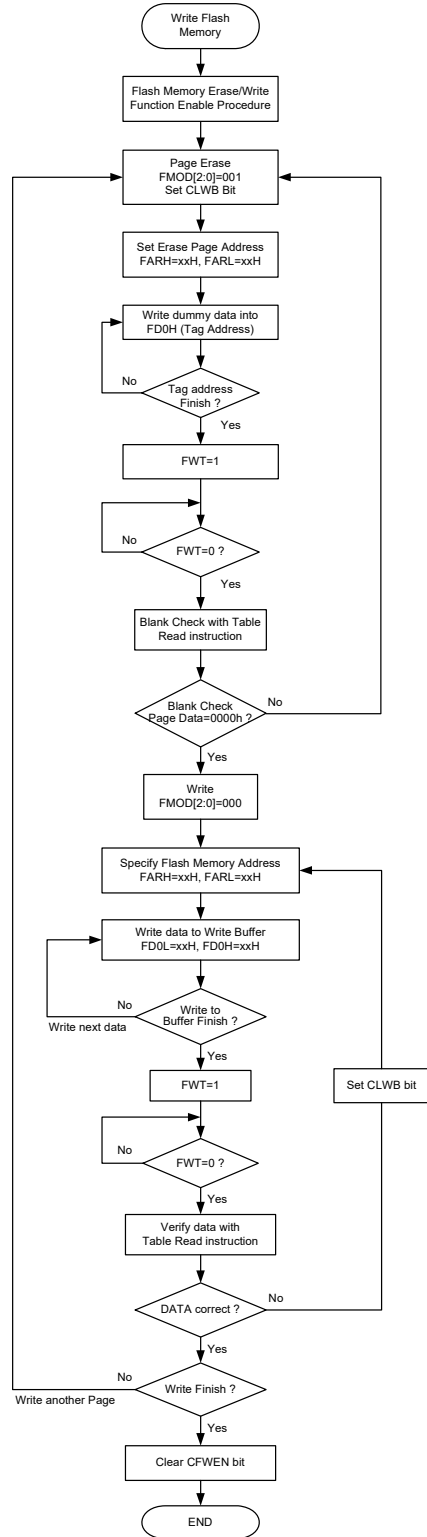 Write Flash
Memory
Flash Memory Erase/Write
Function Enable Procedure
Page Erase
FMOD[2:0]=001
Set CLWB Bit
Set Erase Page Address
FARH=xxH, FARL=xxH
Write dummy data into
FD0H (Tag Address)
No
Tag address
Finish ?
Yes
FWT=1
No
FWT=0 ?
Yes
Blank Check with Table
Read instruction
No
Blank Check
Page Data=0000h ?
Yes
Write
FMOD[2:0]=000
Specify Flash Memory Address
FARH=xxH, FARL=xxH
Write data to Write Buffer
FD0L=xxH, FD0H=xxH
No
Write next data
Write to
Buffer Finish ?
Yes
FWT=1
Set CLWB bit
No
FWT=0 ?
Yes
Verify data with
Table Read instruction
DATA correct ?
No
Yes
No
Write another Page
Write Finish ?
Yes
Clear CFWEN bit
END